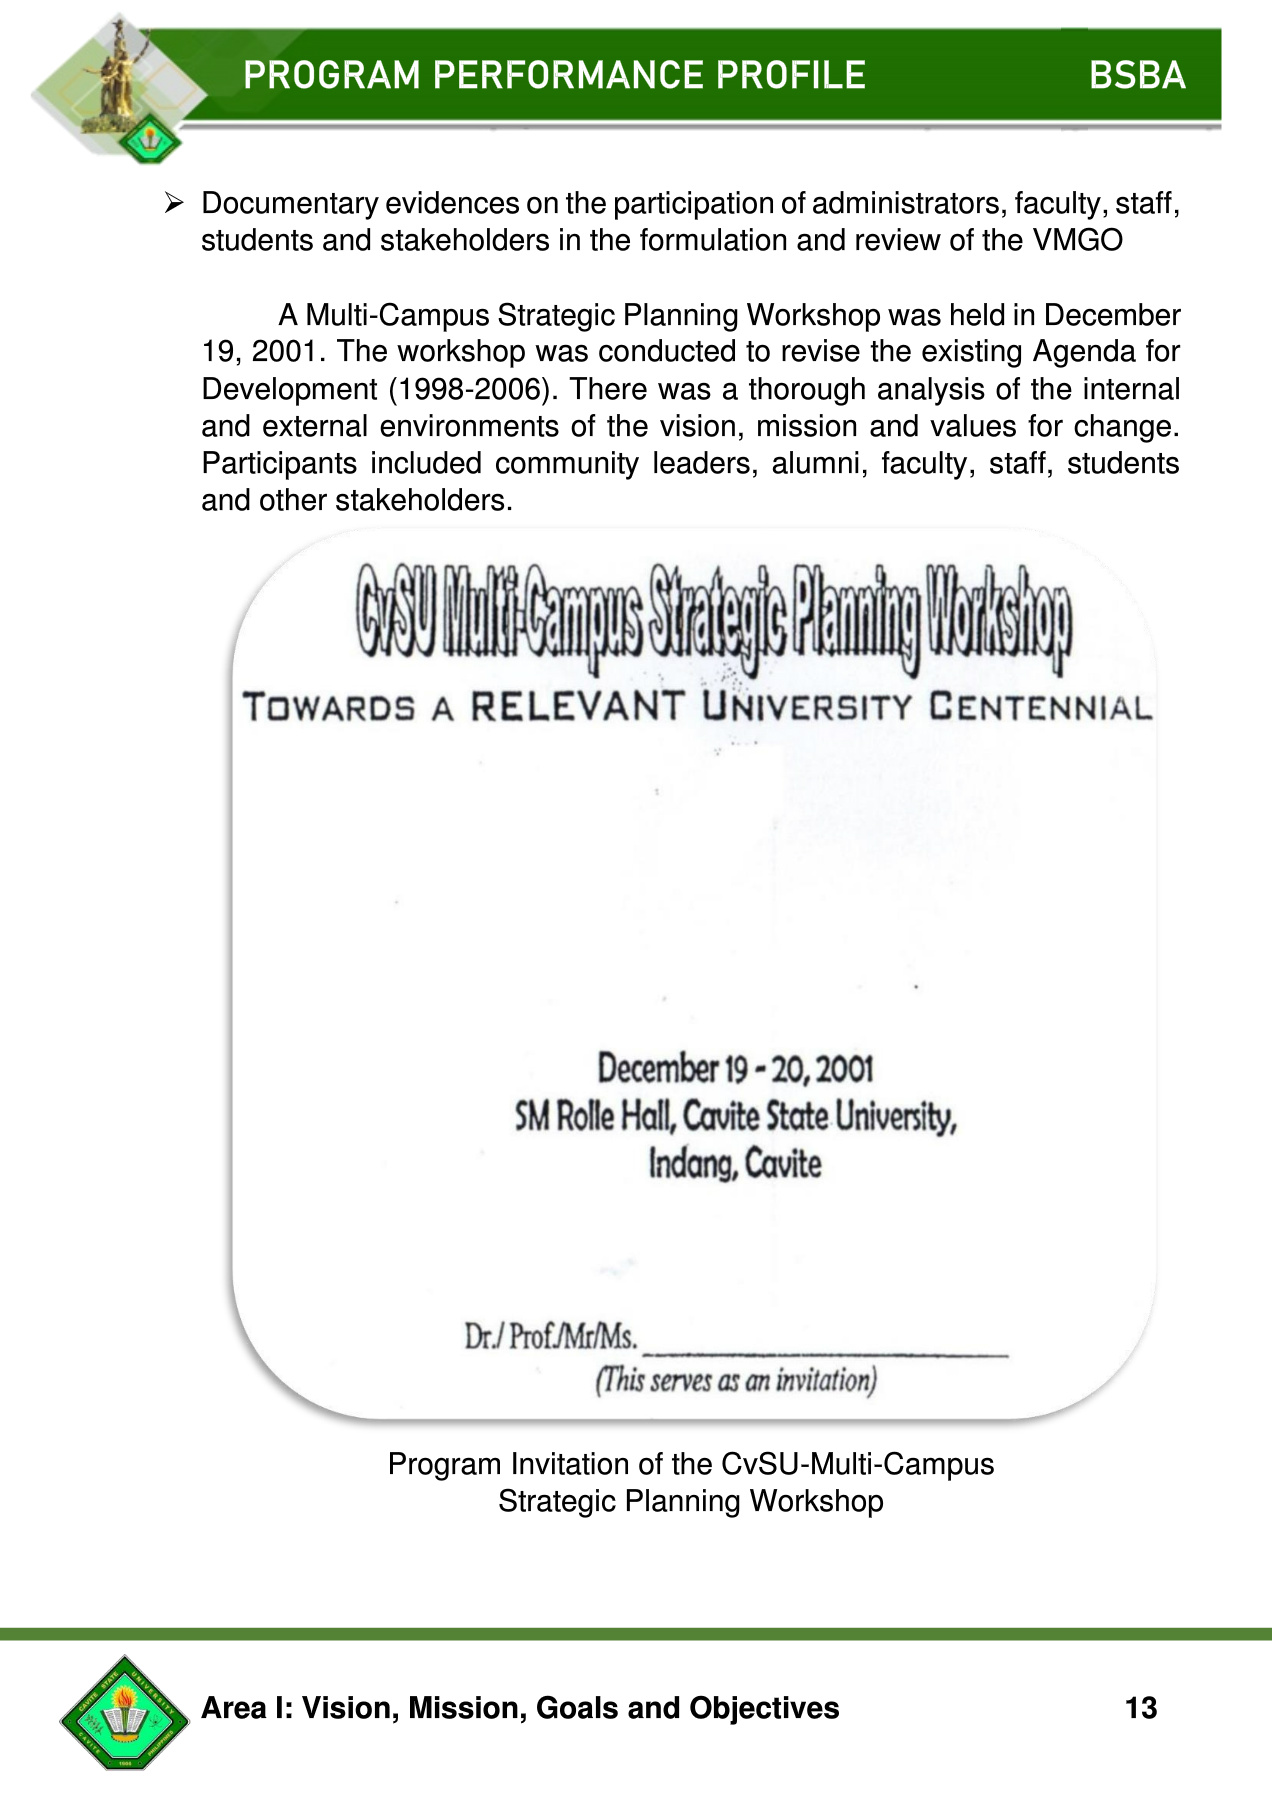 PROGRAM PERFORMANCE PROFILE BSBA
➢ Documentary evidences on the participation of administrators, faculty, staff,
students and stakeholders in the formulation and review of the VMGO
A Multi-Campus Strategic Planning Workshop was held in December
19, 2001. The workshop was conducted to revise the existing Agenda for
Development (1998-2006). There was a thorough analysis of the internal
and external environments of the vision, mission and values for change.
Participants included community leaders, alumni, faculty, staff, students
and other stakeholders.
CvSU Multi-Campus Strategic Planning Workshop
TOWARDS A RELEVANT UNIVERSITY CENTENNIAL
December 19 - 20, 2001
SM Rolle Hall, Cavite State University,
Indang, Cavite
Dr./ Prof./Mr/Ms. ____________________
(This serves as an invitation)
Program Invitation of the CvSU-Multi-Campus
Strategic Planning Workshop
CAVITE STATE UNIVERSITY
CAVITE PHILIPPINES
1906
Area I: Vision, Mission, Goals and Objectives 13